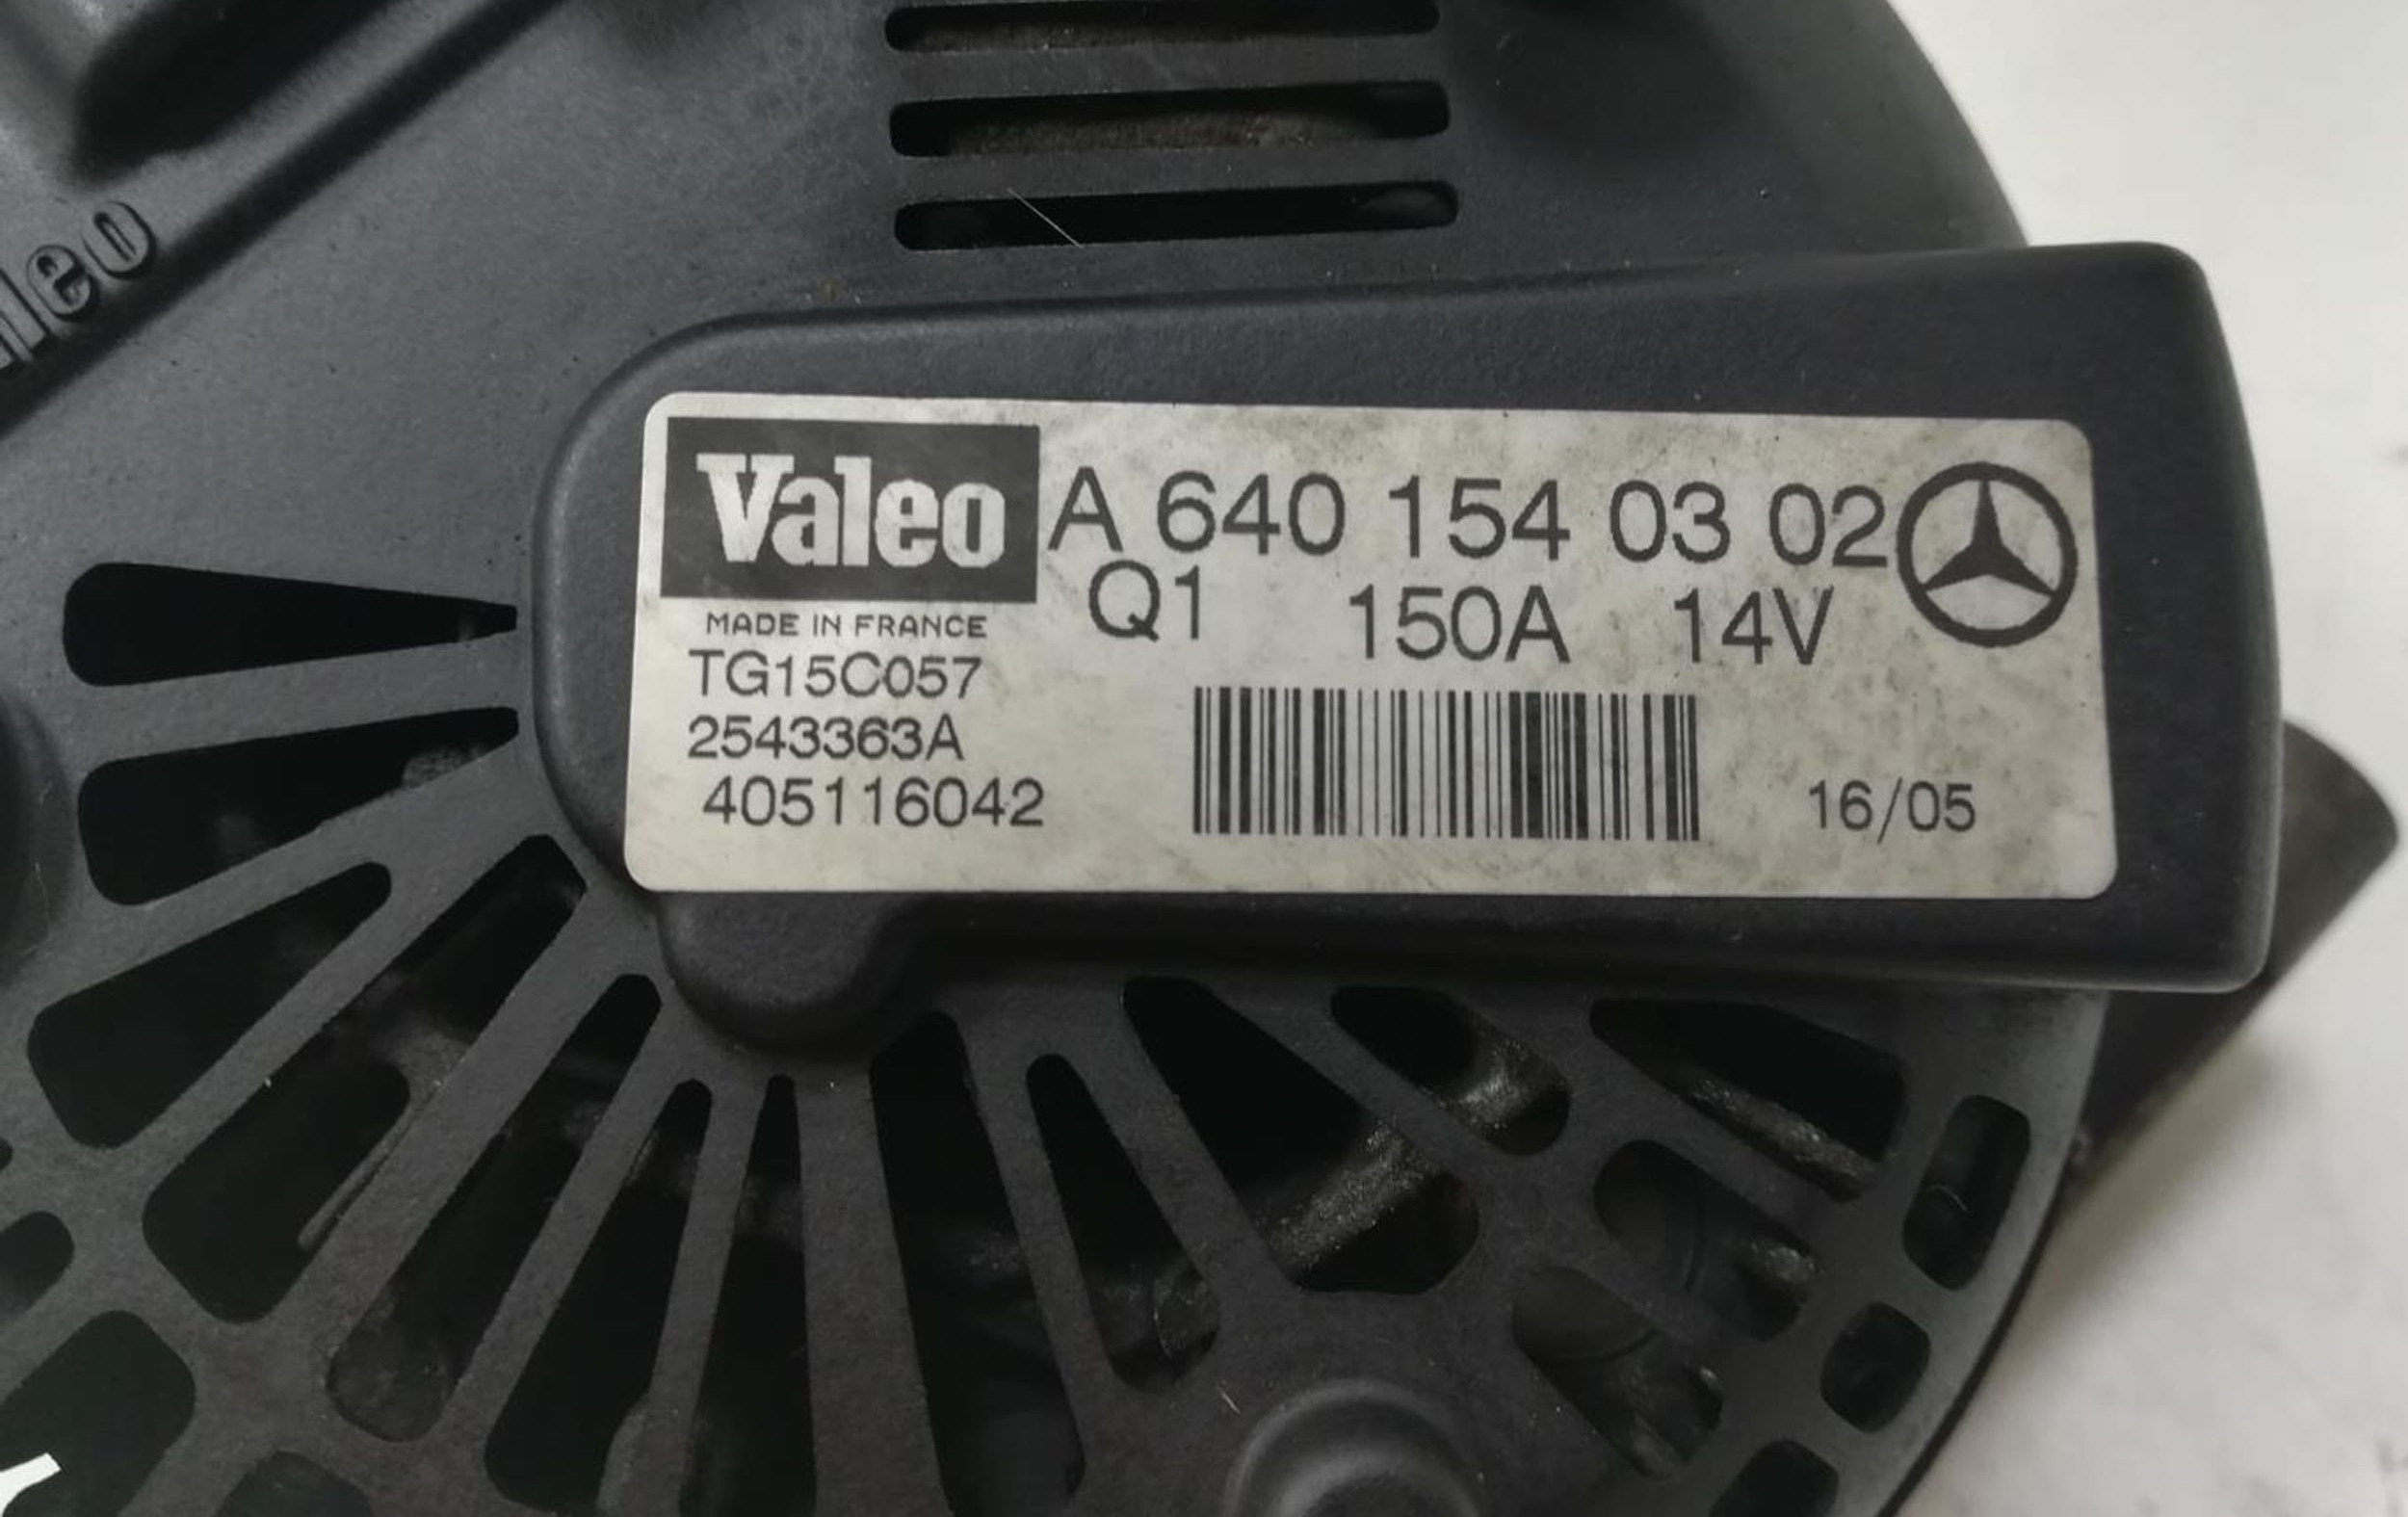 Valeo
A 640 154 03 02
Q1 150A 14V
MADE IN FRANCE
TG15C057
2543363A
405116042
16/05